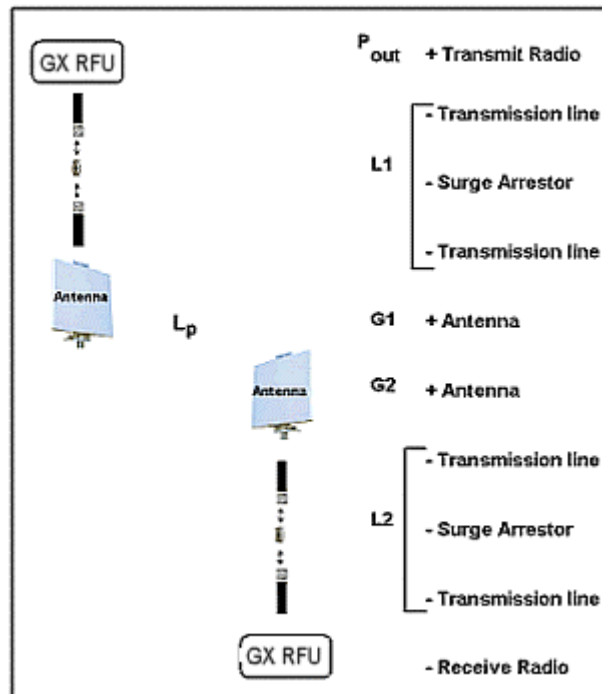 GX RFU
P out + Transmit Radio
- Transmission line
L1
- Surge Arrestor
- Transmission line
Antenna
Lp
G1 + Antenna
G2 + Antenna
Antenna
- Transmission line
L2
- Surge Arrestor
- Transmission line
GX RFU
- Receive Radio